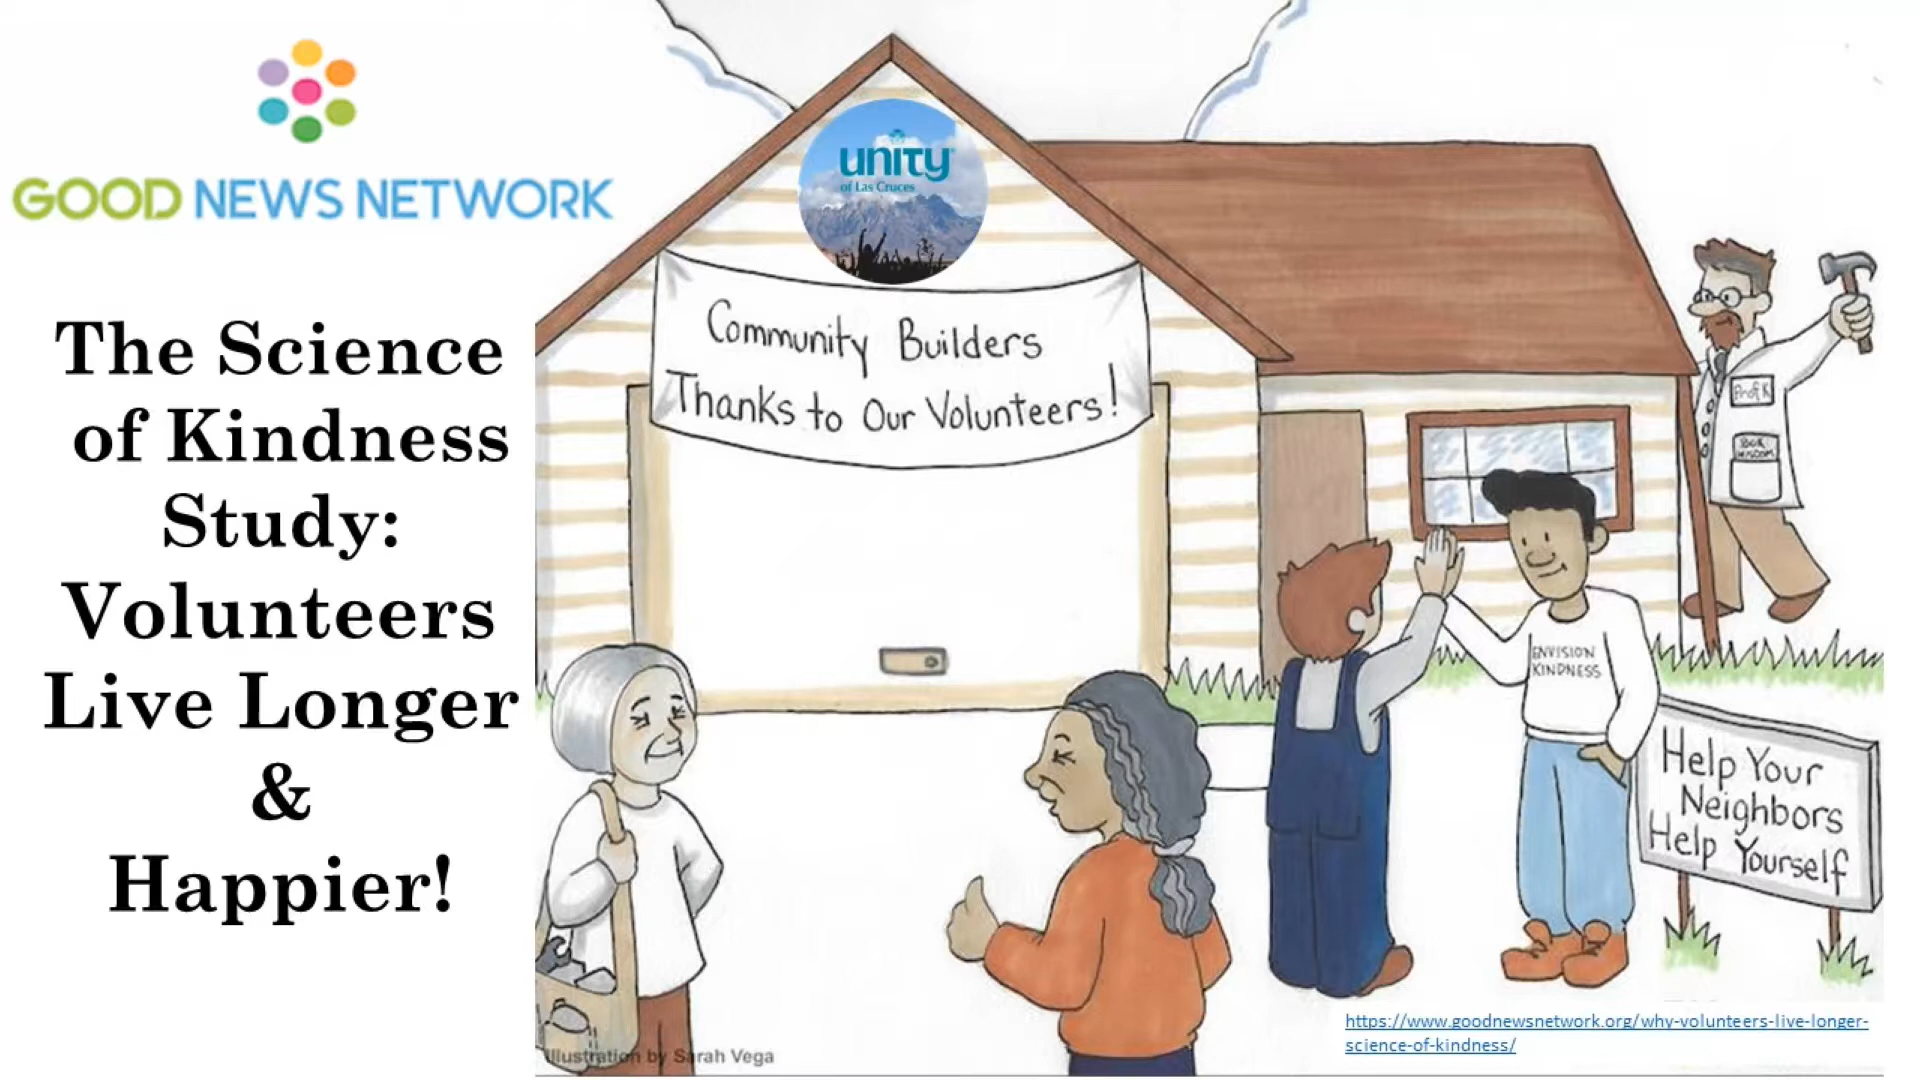 GOOD NEWS NETWORK
The Science
of Kindness
Study:
Volunteers
Live Longer
&
Happier!
unity
of Las Cruces
Community Builders
Thanks to Our Volunteers!
Prof K
ENVISION
KINDNESS
Help Your
Neighbors
Help Yourself
Illustration by Sarah Vega
https://www.goodnewsnetwork.org/why-volunteers-live-longer-
science-of-kindness/